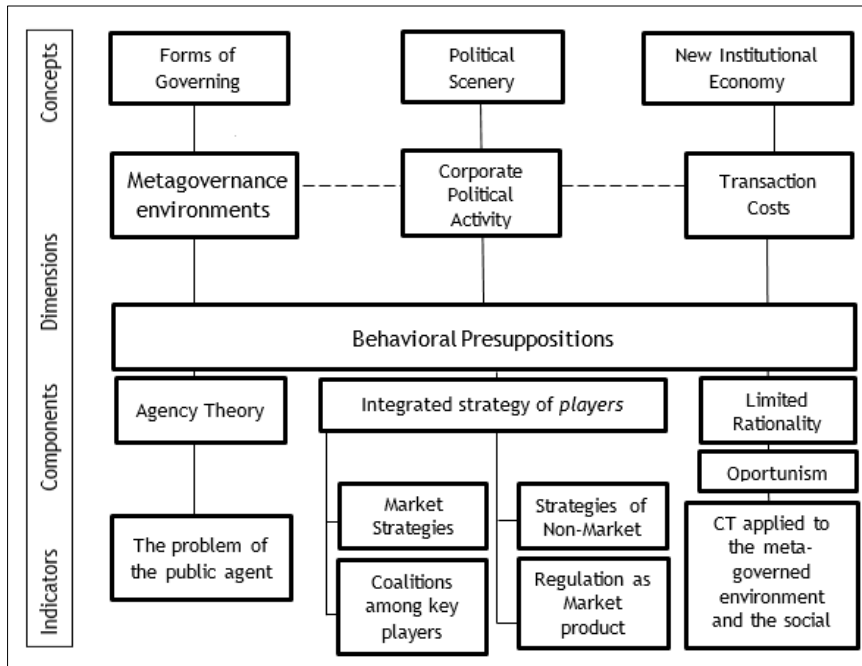 Concepts
Dimensions
Components
Indicators
Forms of
Governing
Political
Scenery
New Institutional
Economy
Metagovernance
environments
Corporate
Political
Activity
Transaction
Costs
Behavioral Presuppositions
Agency Theory
Integrated strategy of players
Limited
Rationality
Oportunism
Market
Strategies
Strategies of
Non-Market
The problem of
the public agent
Coalitions
among key
players
Regulation as
Market
product
CT applied to
the meta-
governed
environment
and the social